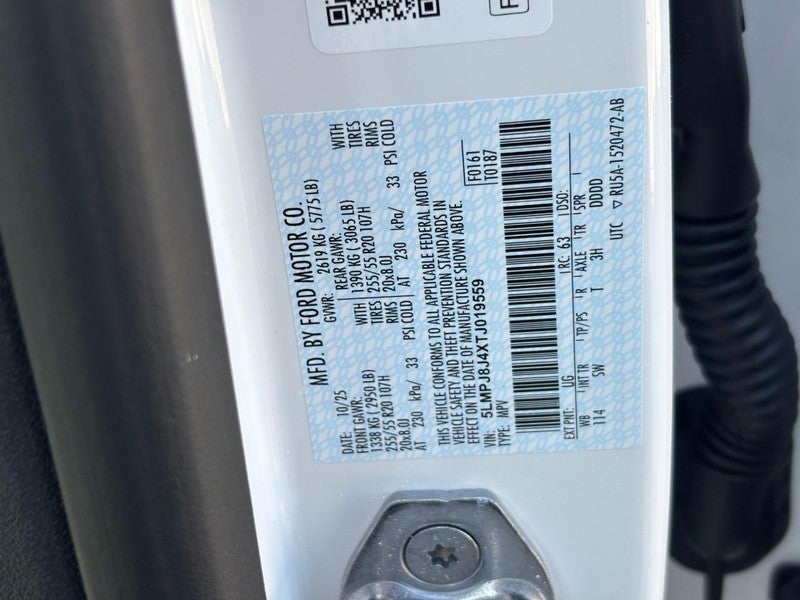 MFD. BY FORD MOTOR CO.
DATE: 10/25 GVWR: 2619 KG ( 5775 LB)
FRONT GAWR: REAR GAWR: WITH
1338 KG ( 2950 LB) 1390 KG ( 3065 LB) TIRES
255/55 R20 107H TIRES 255/55 R20 107H RIMS
20x8.0J RIMS 20x8.0J
AT 230 kPa/ 33 AT 230 kPa/ 33 PSI COLD
THIS VEHICLE CONFORMS TO ALL APPLICABLE FEDERAL MOTOR
VEHICLE SAFETY AND THEFT PREVENTION STANDARDS IN
EFFECT ON THE DATE OF MANUFACTURE SHOWN ABOVE.
VIN: 5LMPJ8J4XTJ019559 F0161
TYPE: MPV T0187
EXT PNT: UG RC: 63 DSO:
WB INT TR TP/PS R AXLE TR SPR
114 SW T 3H DDDD
UTC ▽ RU5A-1520472-AB